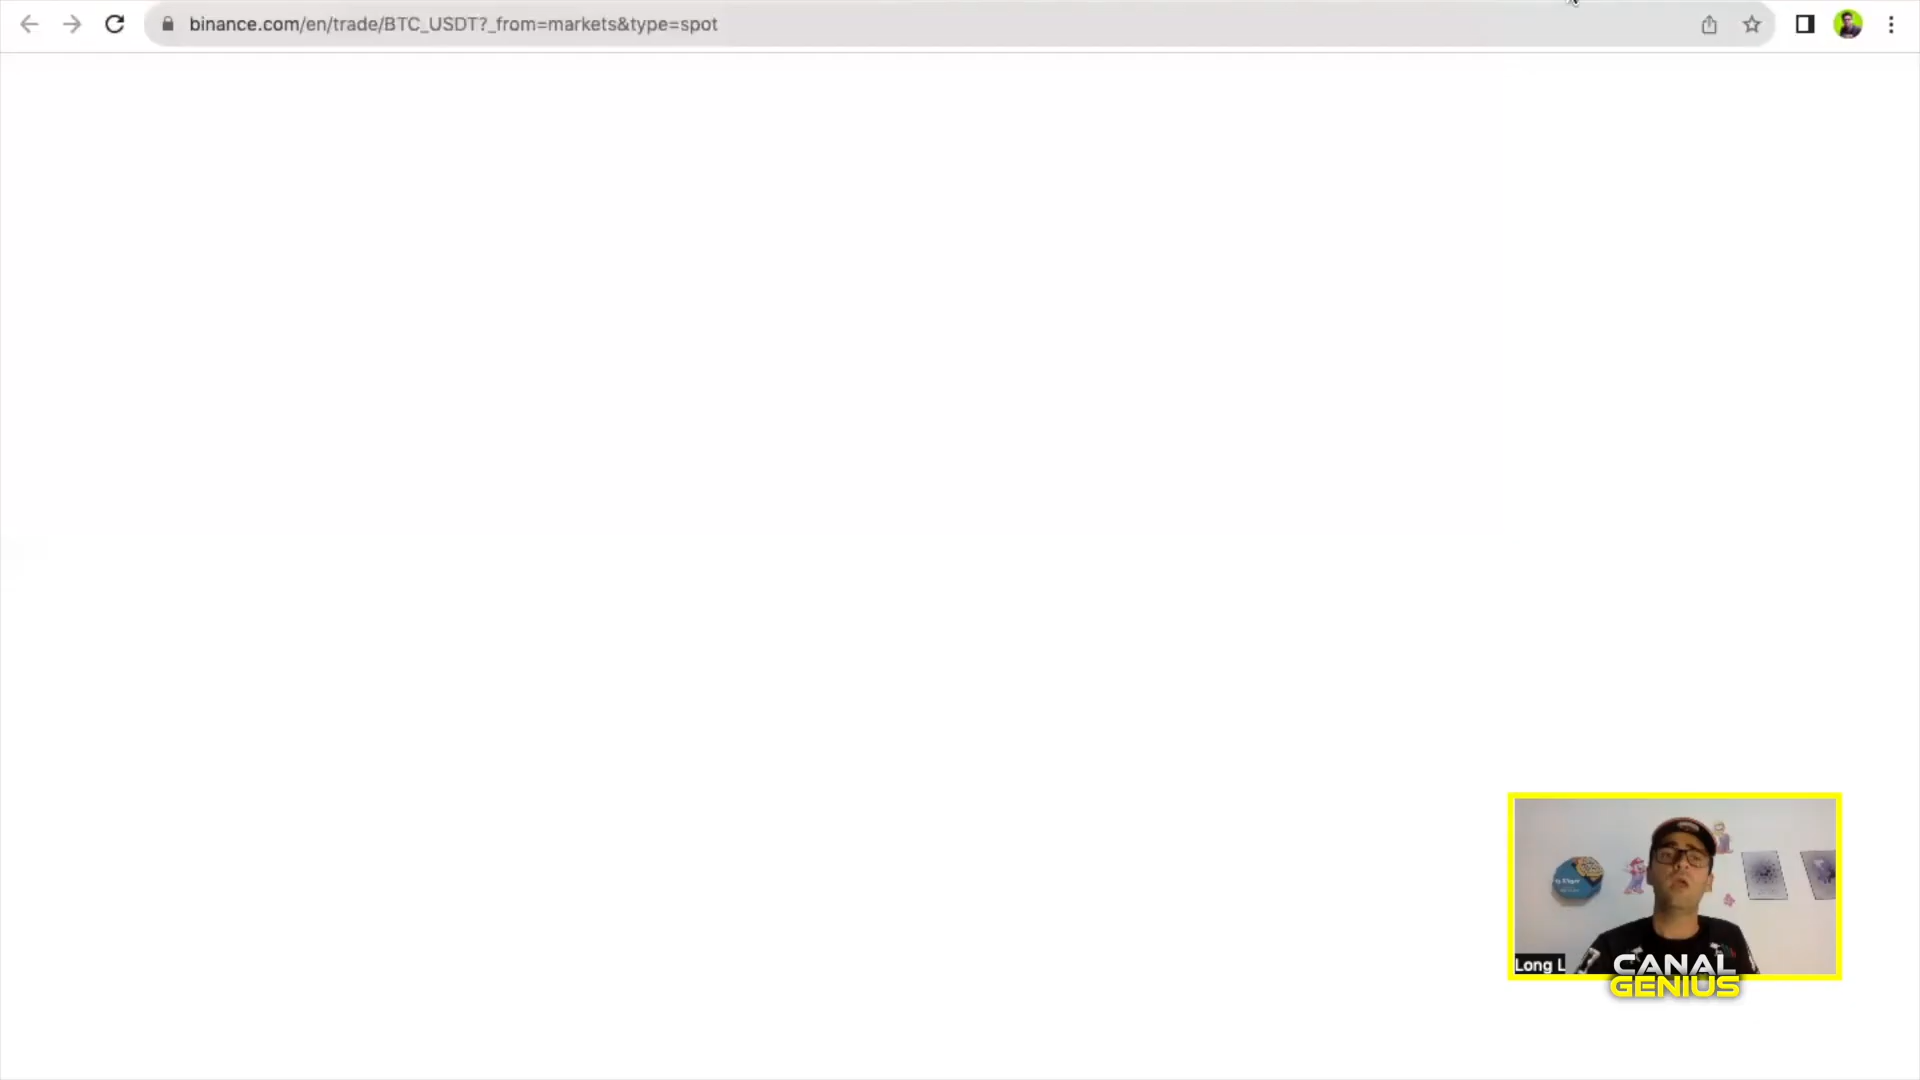 binance.com/en/trade/BTC_USDT?_from=markets&type=spot
Long L
CANAL
GENIUS